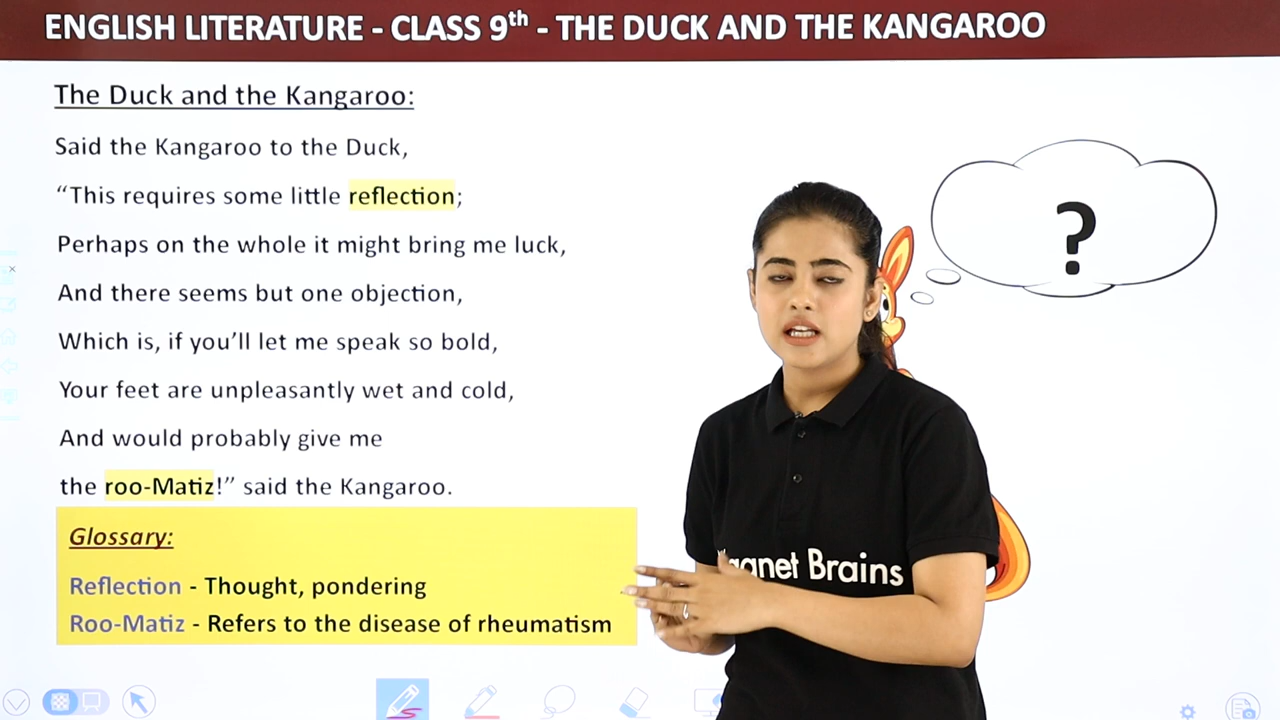 ENGLISH LITERATURE - CLASS 9th - THE DUCK AND THE KANGAROO
The Duck and the Kangaroo:
Said the Kangaroo to the Duck,
“This requires some little reflection;
Perhaps on the whole it might bring me luck,
And there seems but one objection,
Which is, if you’ll let me speak so bold,
Your feet are unpleasantly wet and cold,
And would probably give me
the roo-Matiz!” said the Kangaroo.
?
Glossary:
Reflection - Thought, pondering
Roo-Matiz - Refers to the disease of rheumatism
Brains